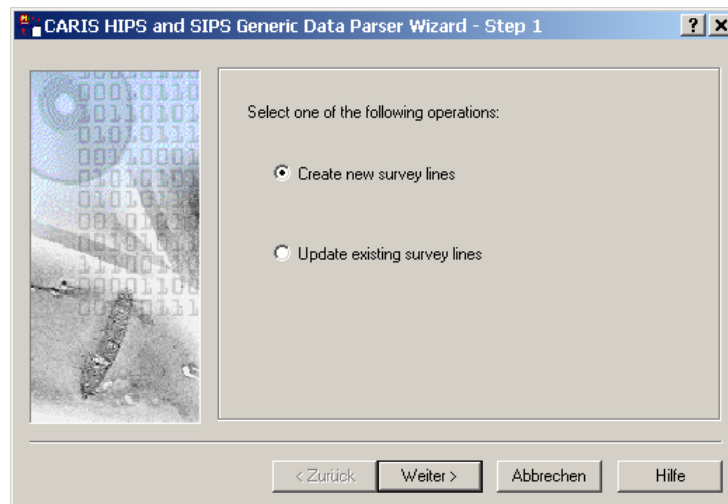 CARIS HIPS and SIPS Generic Data Parser Wizard - Step 1
Select one of the following operations:
Create new survey lines
Update existing survey lines
< Zurück
Weiter >
Abbrechen
Hilfe